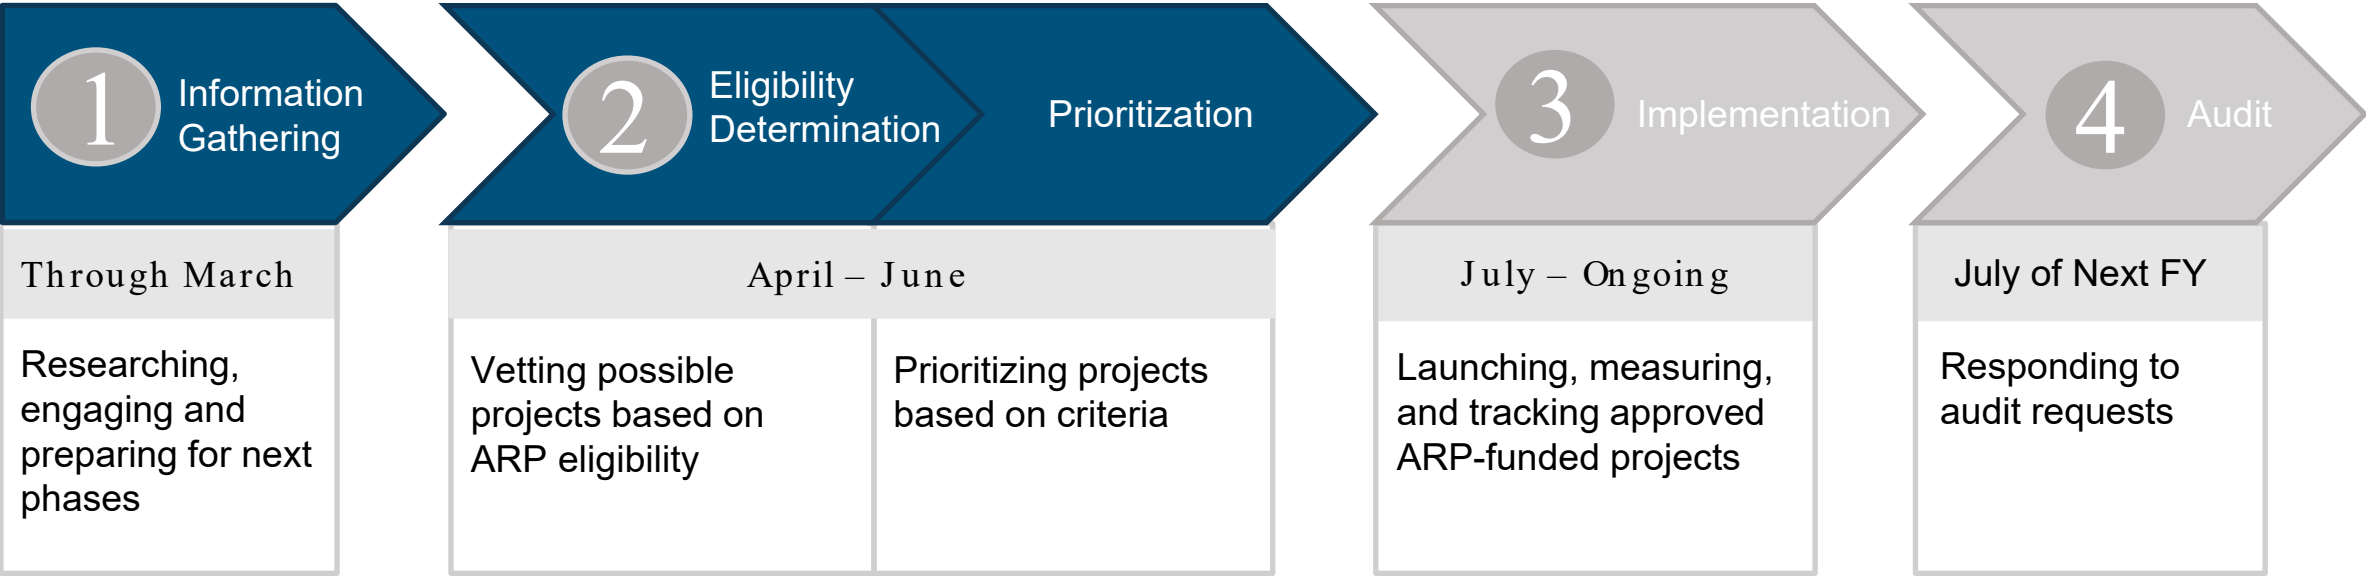 1
Information
Gathering
2
Eligibility
Determination
Prioritization
3
Implementation
4
Audit
Through March
April – June
July – Ongoing
July of Next FY
Researching,
engaging and
preparing for next
phases
Vetting possible
projects based on
ARP eligibility
Prioritizing projects
based on criteria
Launching, measuring,
and tracking approved
ARP-funded projects
Responding to
audit requests